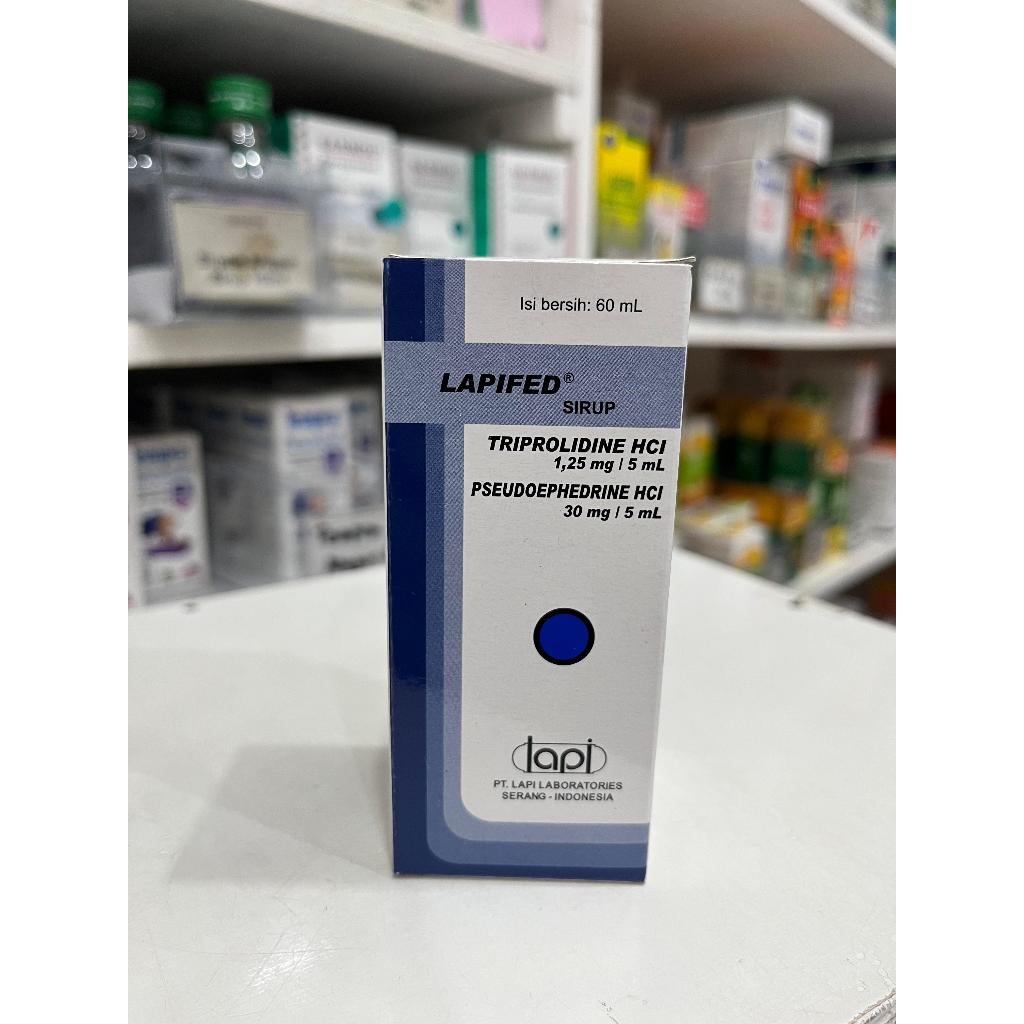 Isi bersih: 60 mL
LAPIFED®
SIRUP
TRIPROLIDINE HCl
1,25 mg / 5 mL
PSEUDOEPHEDRINE HCl
30 mg / 5 mL
lapi
PT. LAPI LABORATORIES
SERANG - INDONESIA